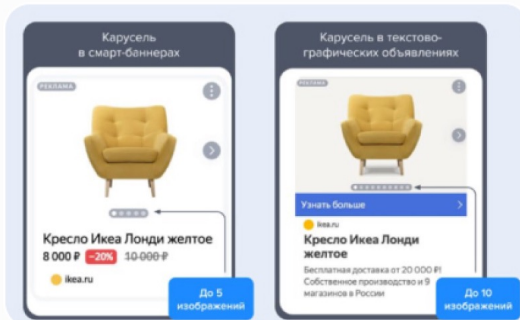 Карусель
в смарт-баннерах
РЕКЛАМА
Кресло Икеа Лонди желтое
8 000 ₽ -20% 10 000 ₽
ikea.ru
До 5
изображений
Карусель в текстово-
графических объявлениях
РЕКЛАМА
Узнать больше
ikea.ru
Кресло Икеа Лонди
желтое
Бесплатная доставка от 20 000 ₽!
Собственное производство и 9
магазинов в России
До 10
изображений